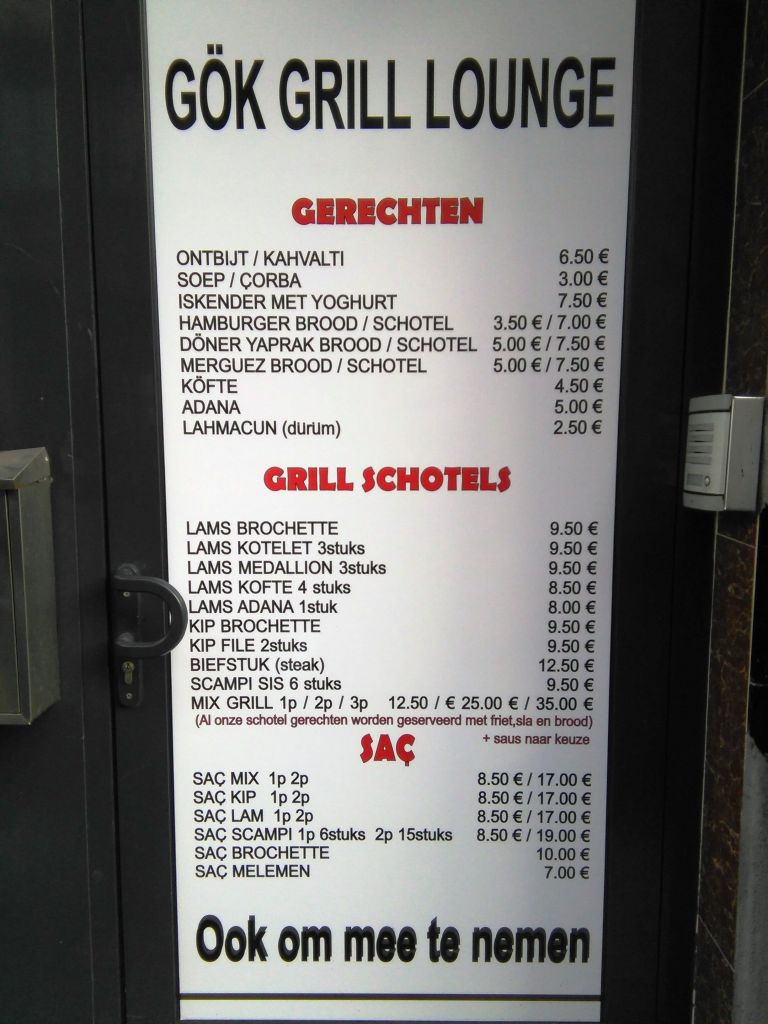 GÖK GRILL LOUNGE
GERECHTEN
ONTBIJT / KAHVALTI 6.50 €
SOEP / ÇORBA 3.00 €
ISKENDER MET YOGHURT 7.50 €
HAMBURGER BROOD / SCHOTEL 3.50 € / 7.00 €
DÖNER YAPRAK BROOD / SCHOTEL 5.00 € / 7.50 €
MERGUEZ BROOD / SCHOTEL 5.00 € / 7.50 €
KÖFTE 4.50 €
ADANA 5.00 €
LAHMACUN (dürüm) 2.50 €
GRILL SCHOTELS
LAMS BROCHETTE 9.50 €
LAMS KOTELET 3stuks 9.50 €
LAMS MEDALLION 3stuks 9.50 €
LAMS KOFTE 4 stuks 8.50 €
LAMS ADANA 1stuk 8.00 €
KIP BROCHETTE 9.50 €
KIP FILE 2stuks 9.50 €
BIEFSTUK (steak) 12.50 €
SCAMPI SIS 6 stuks 9.50 €
MIX GRILL 1p / 2p / 3p 12.50 / € 25.00 € / 35.00 €
(Al onze schotel gerechten worden geserveerd met friet,sla en brood)
+ saus naar keuze
SAÇ
SAÇ MIX 1p 2p 8.50 € / 17.00 €
SAÇ KIP 1p 2p 8.50 € / 17.00 €
SAÇ LAM 1p 2p 8.50 € / 17.00 €
SAÇ SCAMPI 1p 6stuks 2p 15stuks 8.50 € / 19.00 €
SAÇ BROCHETTE 10.00 €
SAÇ MELEMEN 7.00 €
Ook om mee te nemen